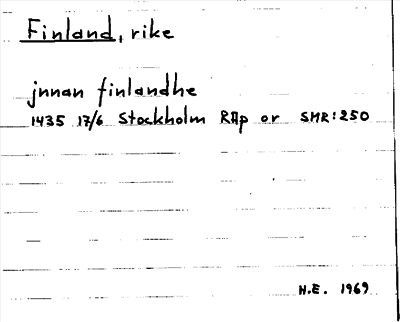 Finland, rike
jnnan finlandhe
1435 17/6 Stockholm RAp or SMR:250
H.E. 1969